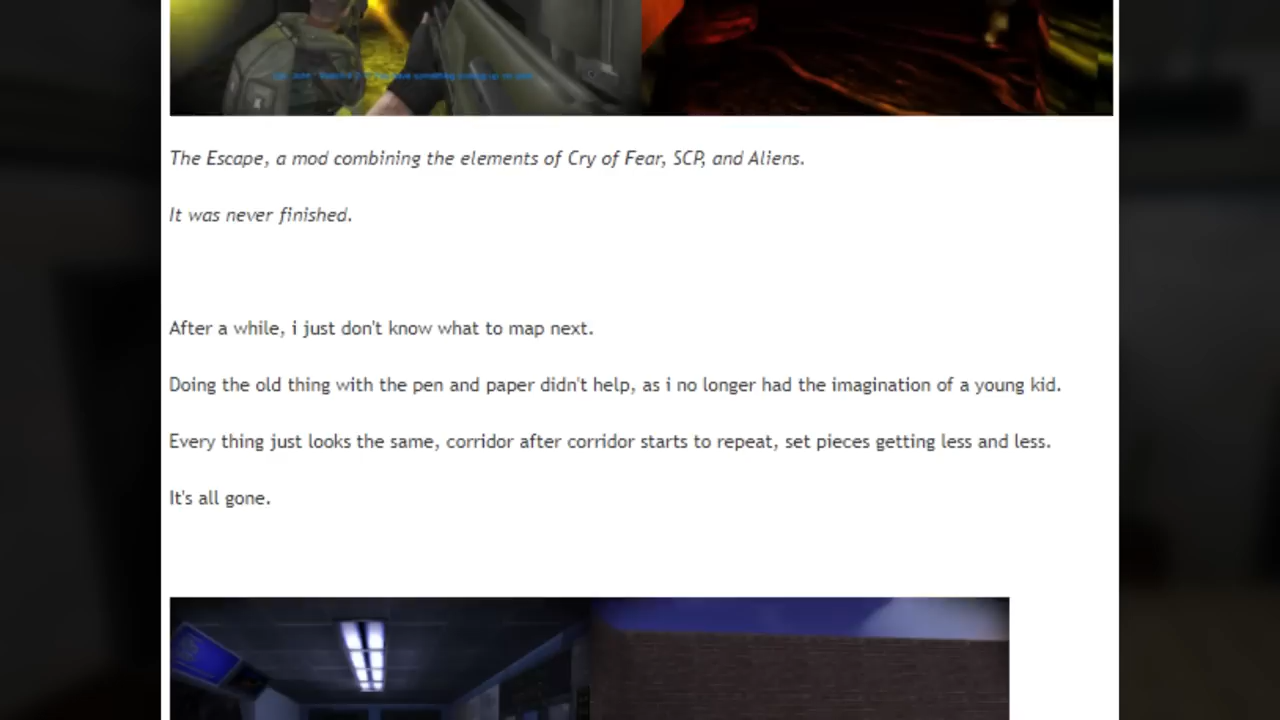 The Escape, a mod combining the elements of Cry of Fear, SCP, and Aliens.
It was never finished.
After a while, i just don't know what to map next.
Doing the old thing with the pen and paper didn't help, as i no longer had the imagination of a young kid.
Every thing just looks the same, corridor after corridor starts to repeat, set pieces getting less and less.
It's all gone.